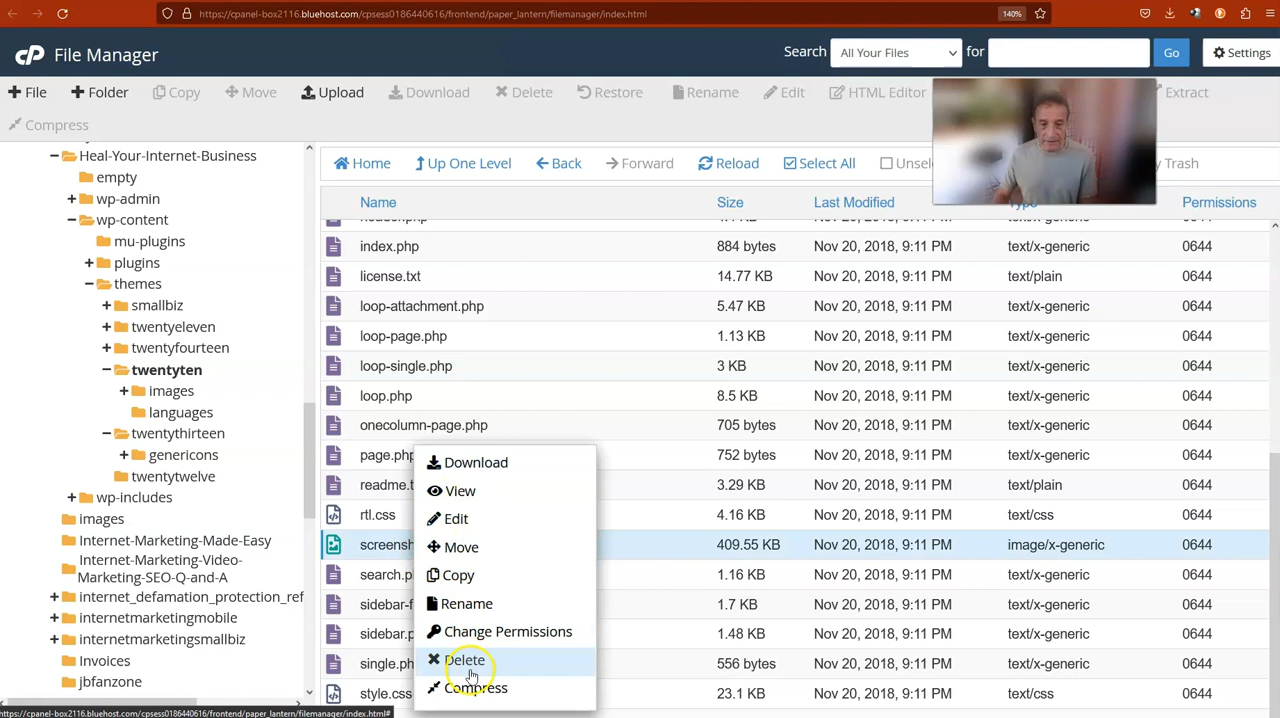 https://cpanel-box2116.bluehost.com/cpsess0186440616/frontend/paper_lantern/filemanager/index.html
140%
cP File Manager
Search All Your Files for Go Settings
File Folder Copy Move Upload Download Delete Restore Rename Edit HTML Editor Extract
Compress
Heal-Your-Internet-Business
empty
wp-admin
wp-content
mu-plugins
plugins
themes
smallbiz
twentyeleven
twentyfourteen
twentyten
images
languages
twentythirteen
genericons
twentytwelve
wp-includes
images
Internet-Marketing-Made-Easy
Internet-Marketing-Video-
Marketing-SEO-Q-and-A
internet_defamation_protection_ref
internetmarketingmobile
internetmarketingsmallbiz
Invoices
jbfanzone
Home Up One Level Back Forward Reload Select All Unsele y Trash
Name Size Last Modified Type Permissions
index.php 884 bytes Nov 20, 2018, 9:11 PM text/x-generic 0644
license.txt 14.77 KB Nov 20, 2018, 9:11 PM text/plain 0644
loop-attachment.php 5.47 KB Nov 20, 2018, 9:11 PM text/x-generic 0644
loop-page.php 1.13 KB Nov 20, 2018, 9:11 PM text/x-generic 0644
loop-single.php 3 KB Nov 20, 2018, 9:11 PM text/x-generic 0644
loop.php 8.5 KB Nov 20, 2018, 9:11 PM text/x-generic 0644
onecolumn-page.php 705 bytes Nov 20, 2018, 9:11 PM text/x-generic 0644
page.php 752 bytes Nov 20, 2018, 9:11 PM text/x-generic 0644
readme.t 3.29 KB Nov 20, 2018, 9:11 PM text/plain 0644
rtl.css 4.16 KB Nov 20, 2018, 9:11 PM text/css 0644
screensh 409.55 KB Nov 20, 2018, 9:11 PM image/x-generic 0644
search.p 1.16 KB Nov 20, 2018, 9:11 PM text/x-generic 0644
sidebar-f 1.7 KB Nov 20, 2018, 9:11 PM text/x-generic 0644
sidebar.p 1.48 KB Nov 20, 2018, 9:11 PM text/x-generic 0644
single.ph 556 bytes Nov 20, 2018, 9:11 PM text/x-generic 0644
style.css 23.1 KB Nov 20, 2018, 9:11 PM text/css 0644
Download
View
Edit
Move
Copy
Rename
Change Permissions
Delete
Compress
https://cpanel-box2116.bluehost.com/cpsess0186440616/frontend/paper_lantern/filemanager/index.html#